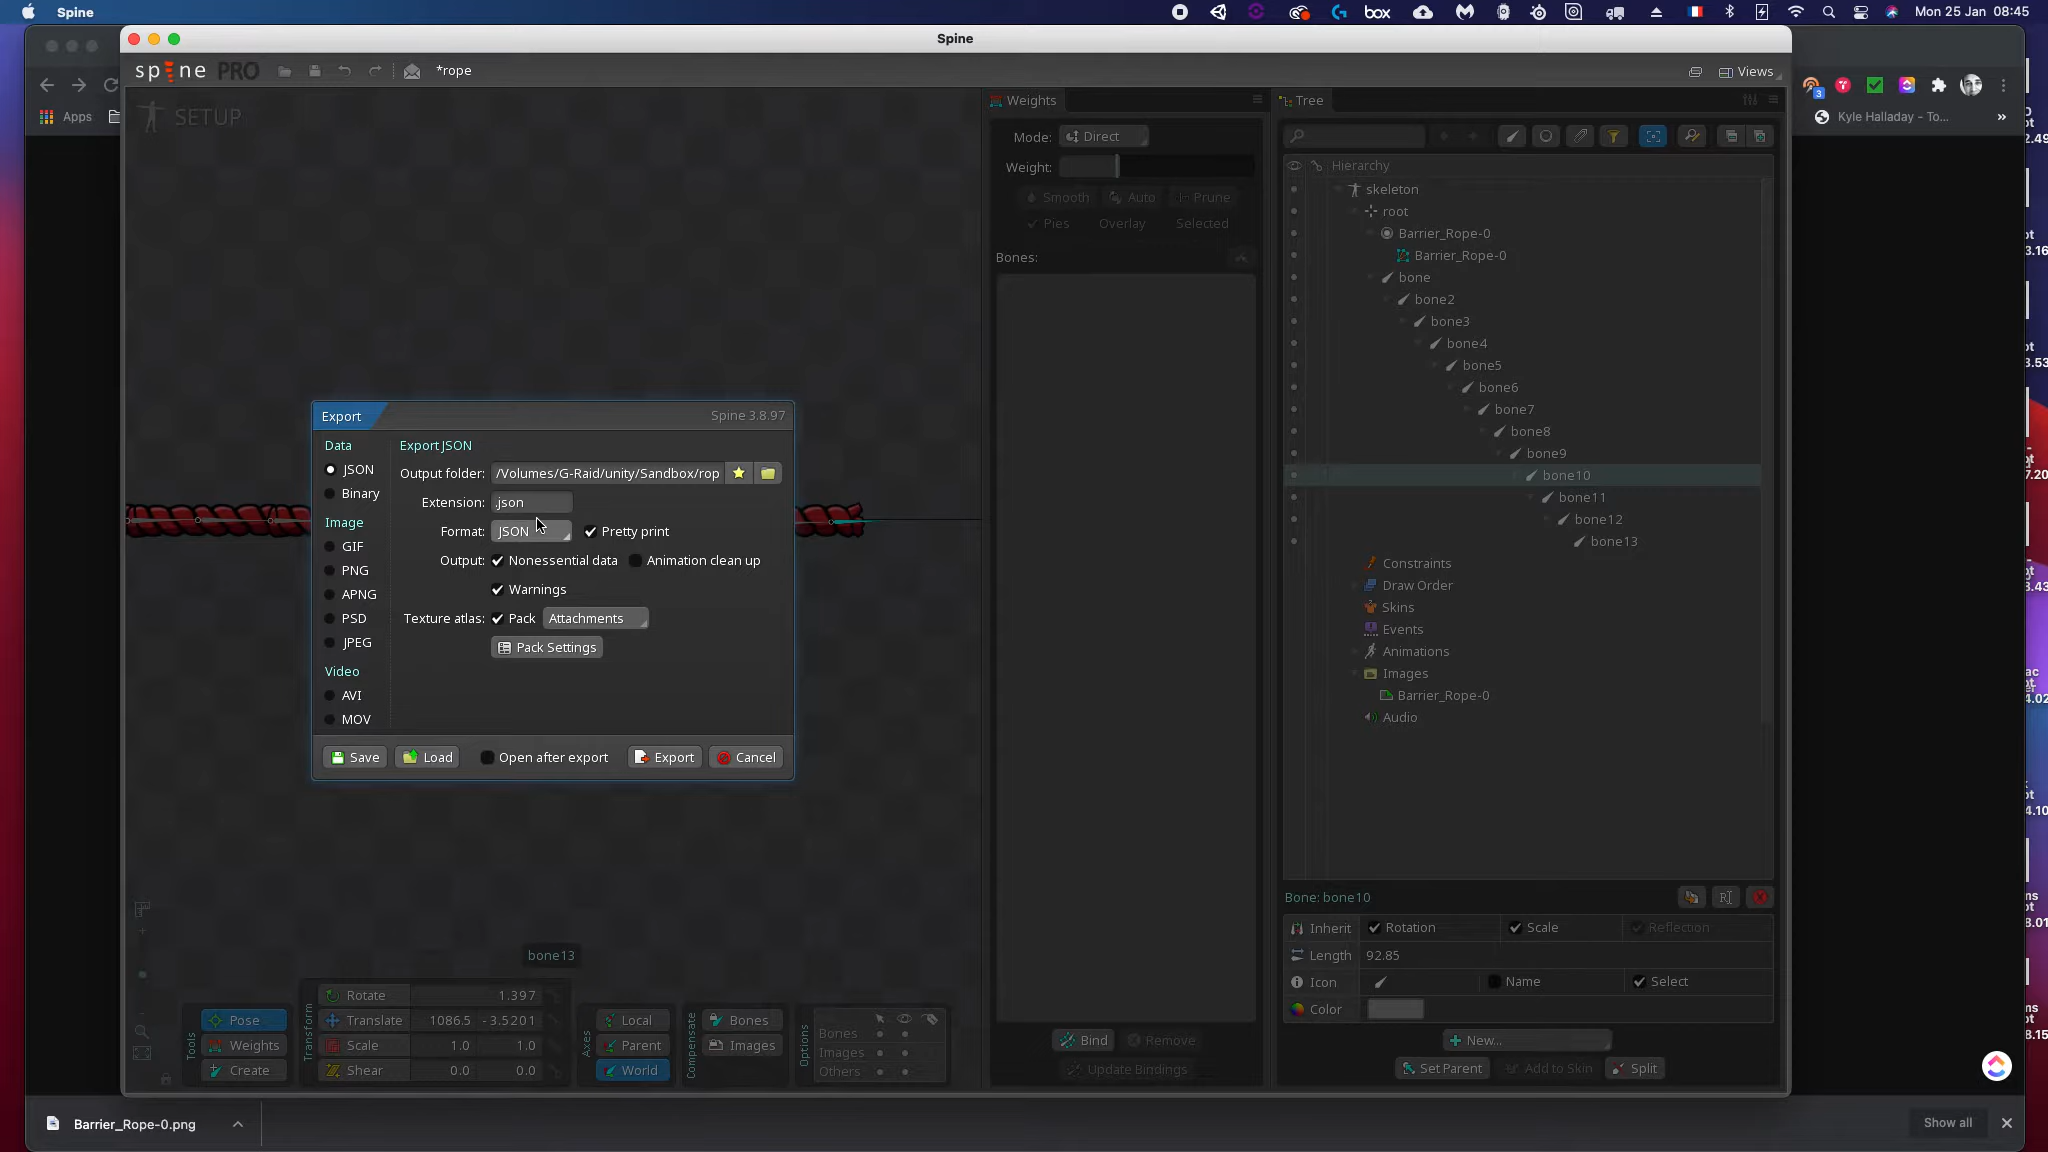 Spine
box
Mon 25 Jan 08:45
Spine
spine PRO
*rope
Views
Apps
3
Kyle Halladay - To...
»
SETUP
Weights
Tree
Mode:
Direct
Weight:
Smooth
Auto
Prune
Pies
Overlay
Selected
Bones:
Hierarchy
skeleton
root
Barrier_Rope-0
Barrier_Rope-0
bone
bone2
bone3
bone4
bone5
bone6
bone7
bone8
bone9
bone10
bone11
bone12
bone13
Constraints
Draw Order
Skins
Events
Animations
Images
Barrier_Rope-0
Audio
Export
Spine 3.8.97
Data
JSON
Binary
Image
GIF
PNG
APNG
PSD
JPEG
Video
AVI
MOV
Export JSON
Output folder: /Volumes/G-Raid/unity/Sandbox/rop
Extension: .json
Format: JSON
Pretty print
Output: Nonessential data
Animation clean up
Warnings
Texture atlas: Pack
Attachments
Pack Settings
Save
Load
Open after export
Export
Cancel
bone13
Tools
Pose
Weights
Create
Transform
Rotate 1.397
Translate 1086.5 -3.5201
Scale 1.0 1.0
Shear 0.0 0.0
Axes
Local
Parent
World
Compensate
Bones
Images
Options
Bones
Images
Others
Bind
Remove
Update Bindings
Bone: bone10
Inherit
Rotation
Scale
Reflection
Length 92.85
Icon
Name
Select
Color
New...
Set Parent
Add to Skin
Split
Barrier_Rope-0.png
Show all